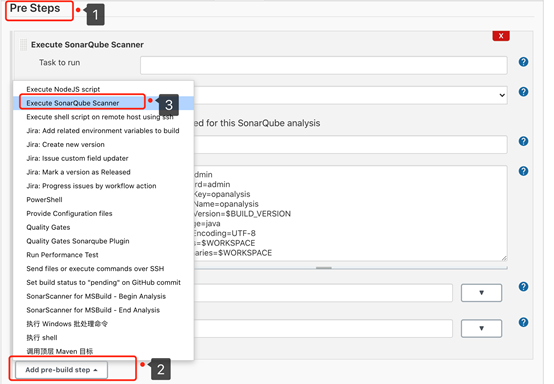 Pre Steps
1
X
Execute SonarQube Scanner
Task to run
?
Execute NodeJS script
Execute SonarQube Scanner
3
?
Execute shell script on remote host using ssh
ed for this SonarQube analysis
Jira: Add related environment variables to build
Jira: Create new version
?
Jira: Issue custom field updater
Jira: Mark a version as Released
Jira: Progress issues by workflow action
PowerShell
Provide Configuration files
Quality Gates
Quality Gates Sonarqube Plugin
Run Performance Test
Send files or execute commands over SSH
Set build status to "pending" on GitHub commit
SonarScanner for MSBuild - Begin Analysis
SonarScanner for MSBuild - End Analysis
执行 Windows 批处理命令
执行 shell
调用顶层 Maven 目标
?
dmin
rd=admin
Key=opanalysis
Name=opanalysis
Version=$BUILD_VERSION
ge=java
Encoding=UTF-8
s=$WORKSPACE
aries=$WORKSPACE
?
?
Add pre-build step
2